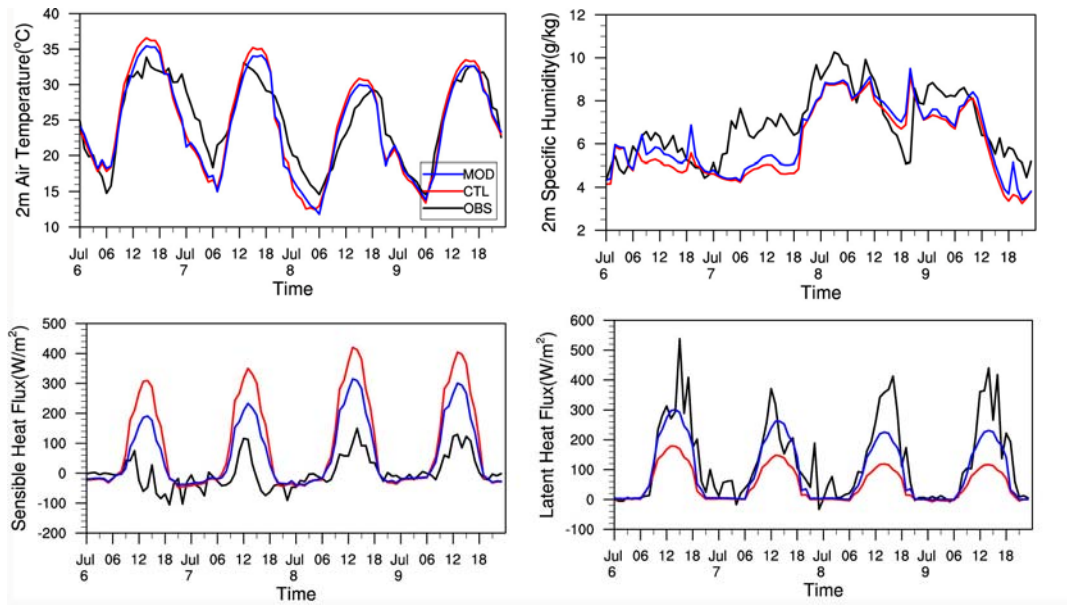 2m Air Temperature(°C)
40
30
25
20
15
10
MOD
CTL
OBS
Jul 06 12 18 Jul 06 12 18 Jul 06 12 18 Jul 06 12 18
6 7 8 9
Time
2m Specific Humidity(g/kg)
12
10
8
6
4
2
Jul 06 12 18 Jul 06 12 18 Jul 06 12 18 Jul 06 12 18
6 7 8 9
Time
Sensible Heat Flux(W/m²)
500
400
300
200
100
0
-100
-200
Jul 06 12 18 Jul 06 12 18 Jul 06 12 18 Jul 06 12 18
6 7 8 9
Time
Latent Heat Flux(W/m²)
600
500
400
300
200
100
0
-100
Jul 06 12 18 Jul 06 12 18 Jul 06 12 18 Jul 06 12 18
6 7 8 9
Time